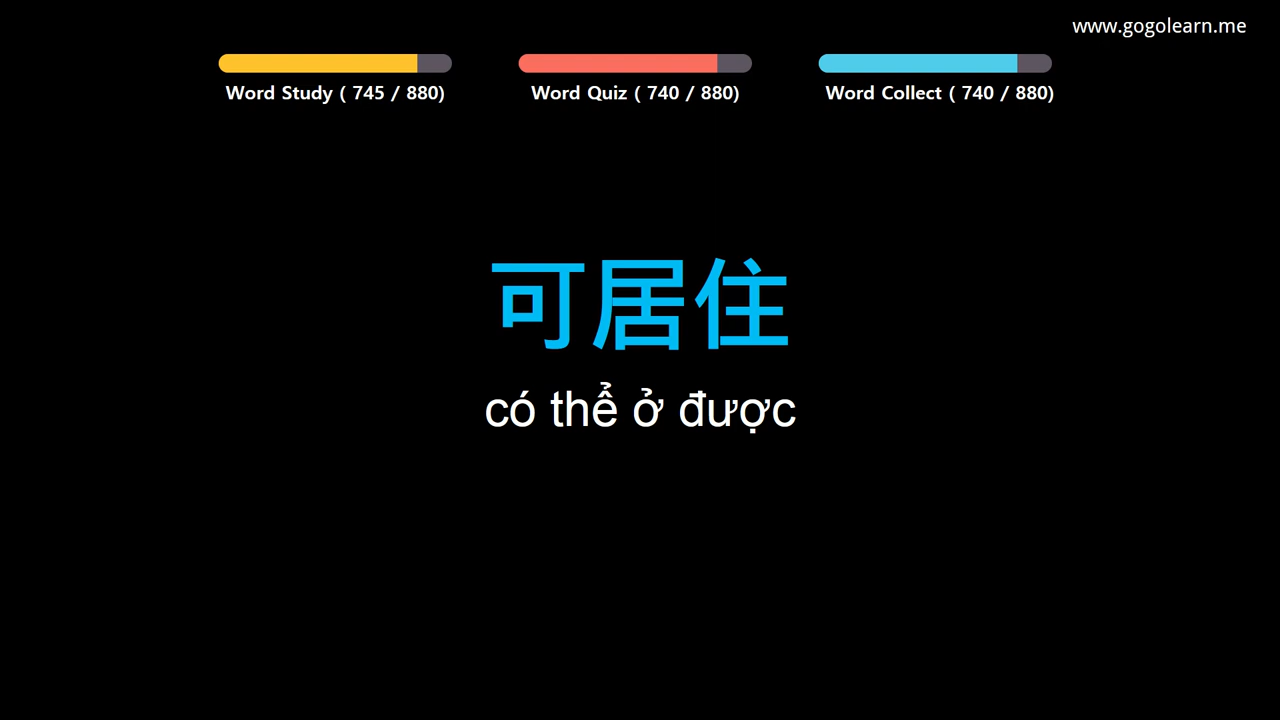 www.gogolearn.me
Word Study ( 745 / 880)
Word Quiz ( 740 / 880)
Word Collect ( 740 / 880)
可居住
có thể ở được